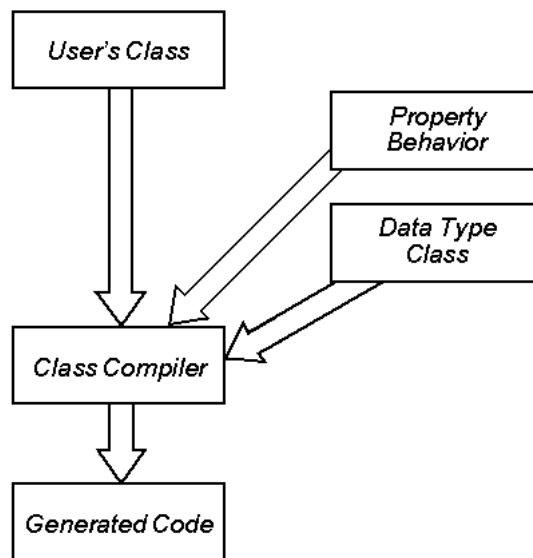 User's Class
Property
Behavior
Data Type
Class
Class Compiler
Generated Code